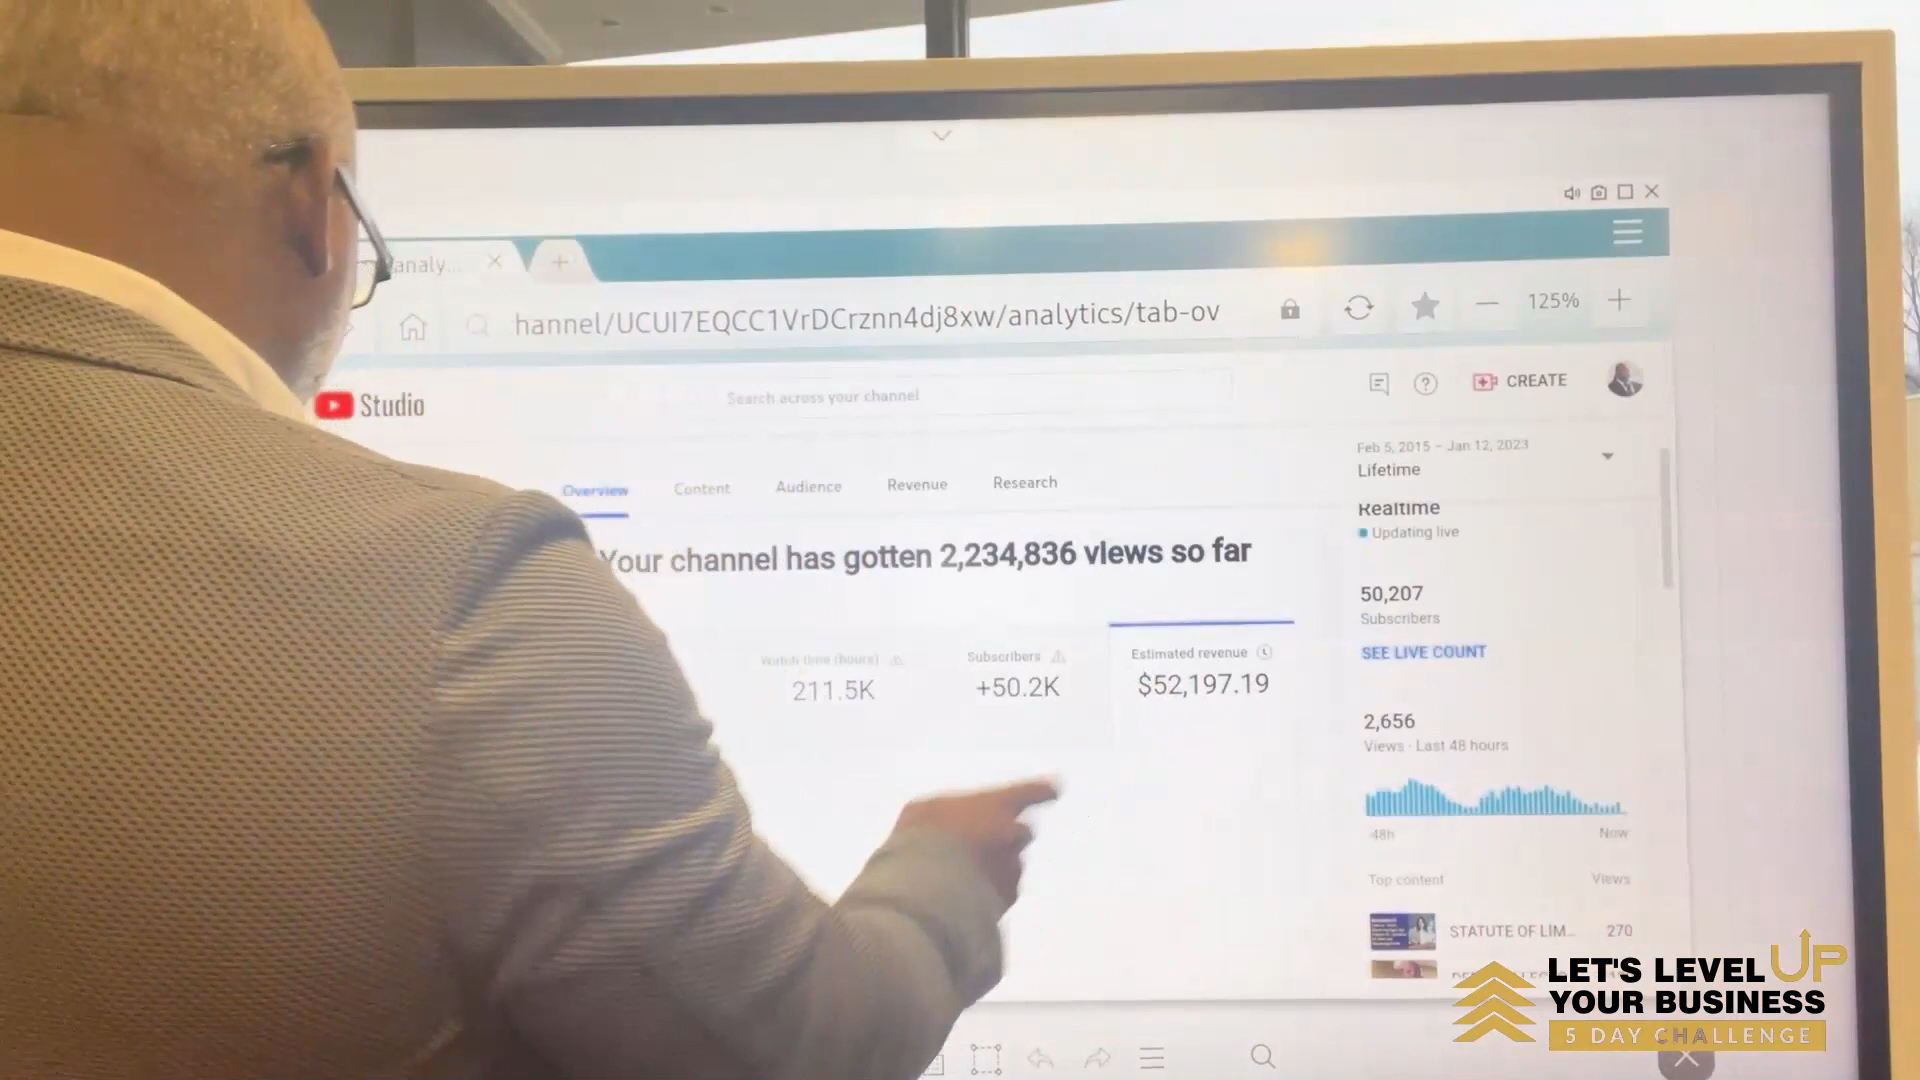 analy...
hannel/UCUI7EQCC1VrDCrznn4dj8xw/analytics/tab-ov
125%
Studio
Search across your channel
CREATE
Feb 5, 2015 – Jan 12, 2023
Lifetime
Overview
Content
Audience
Revenue
Research
Realtime
Updating live
Your channel has gotten 2,234,836 views so far
50,207
Subscribers
SEE LIVE COUNT
Watch time (hours)
211.5K
Subscribers
+50.2K
Estimated revenue
$52,197.19
2,656
Views · Last 48 hours
48h
Now
Top content
Views
STATUTE OF LIM...
270
LET'S LEVEL UP
YOUR BUSINESS
5 DAY CHALLENGE